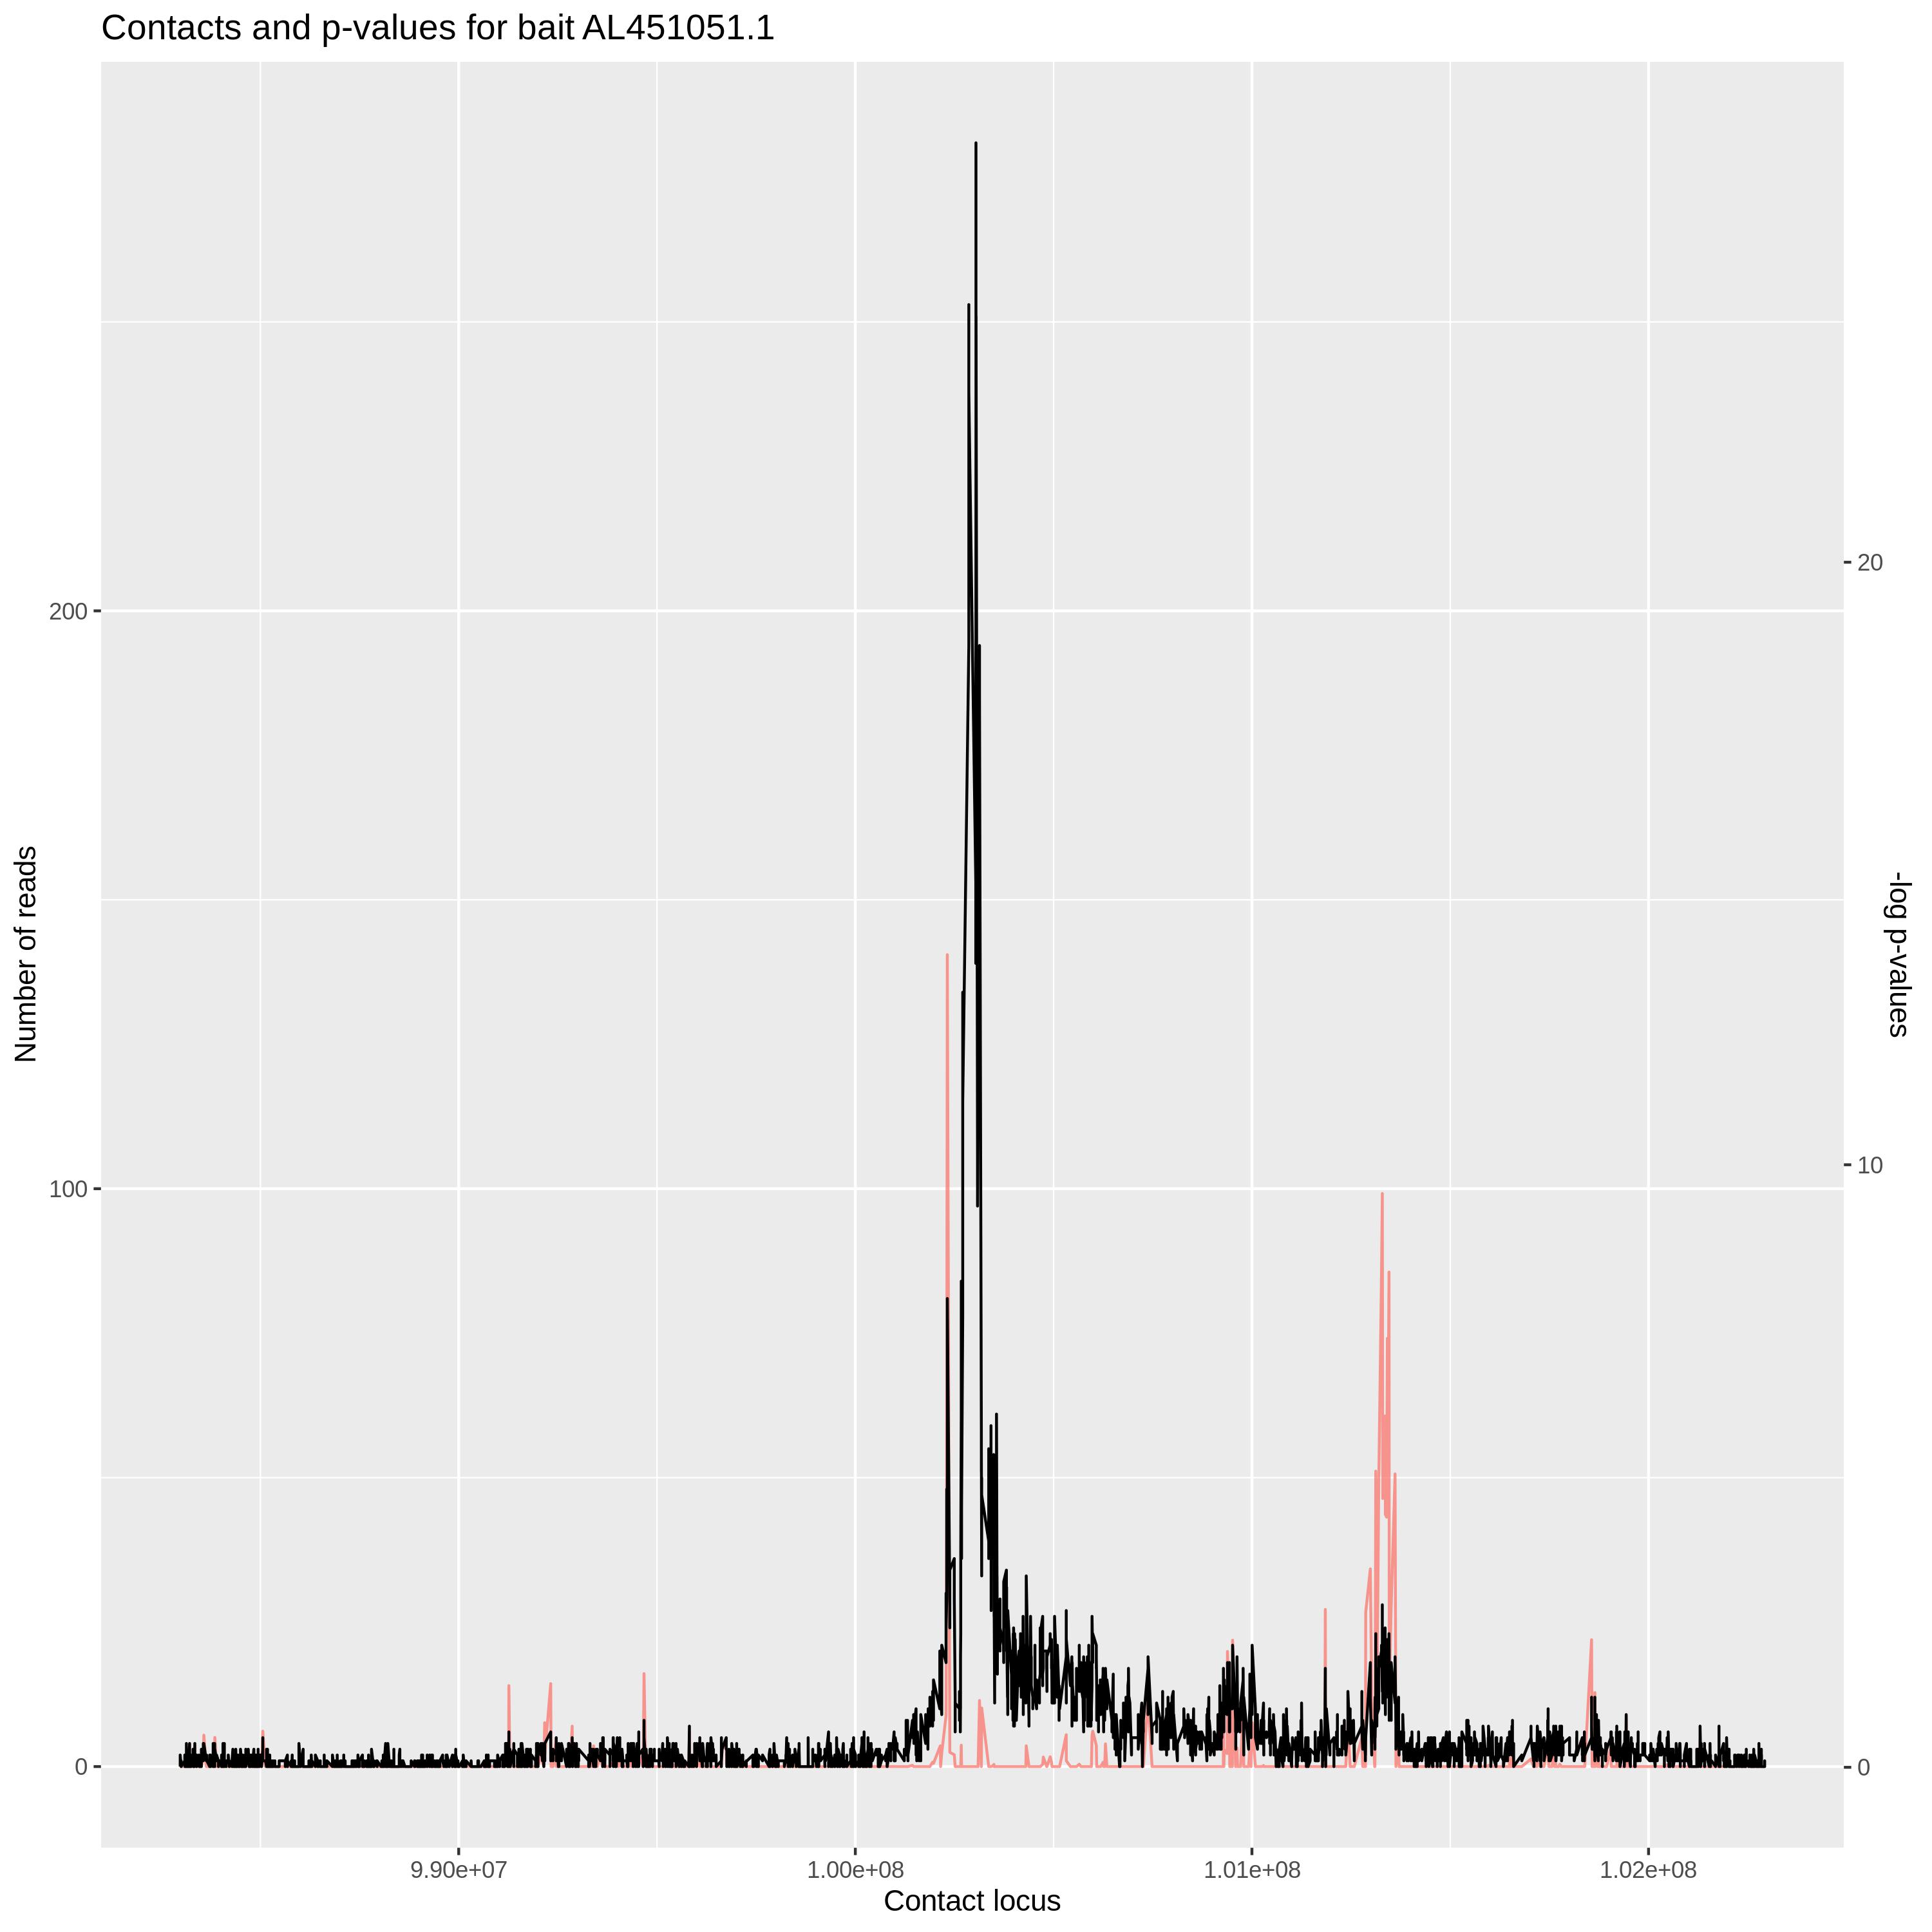 Contacts and p-values for bait AL451051.1
Number of reads
200
100
0
20
10
0
-log p-values
9.90e+07 1.00e+08 1.01e+08 1.02e+08
Contact locus